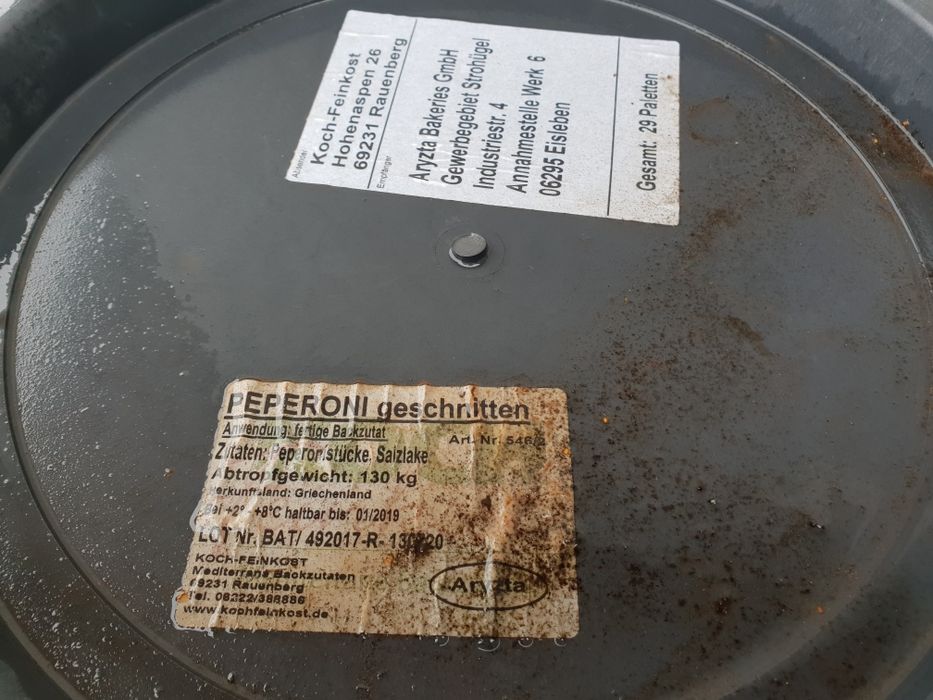 Absender
Koch-Feinkost
Hohenaspen 26
69231 Rauenberg
Empfänger
Aryzta Bakeries GmbH
Gewerbegebiet Strohügel
Industriestr. 4
Annahmestelle Werk 6
06295 Eisleben
Gesamt: 29 Paletten
PEPERONI geschnitten
Anwendung: fertige Backzutat
Art. Nr.
Zutaten: Peperonistücke, Salzlake
Abtropfgewicht: 130 kg
Herkunftsland: Griechenland
Bei +2° - +8°C haltbar bis: 01/2019
LOT Nr. BAT/ 492017-R-
KOCH-FEINKOST
Mediterrane Backzutaten
69231 Rauenberg
Tel. 06222/388886
www.kochfeinkost.de
Aryzta